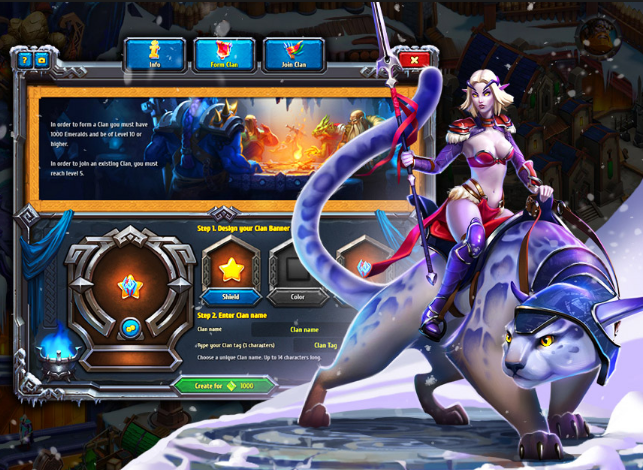 ?
Info
Form Clan
Join Clan
In order to form a Clan you must have
1000 Emeralds and be of Level 10 or
higher.
In order to join an existing Clan, you must
reach level 5.
Step 1. Design your Clan Banner
Shield
Color
Step 2. Enter Clan name
Clan name
Clan name
Type your Clan tag (3 characters)
Clan Tag
Choose a unique Clan name. Up to 14 characters long.
Create for 1000